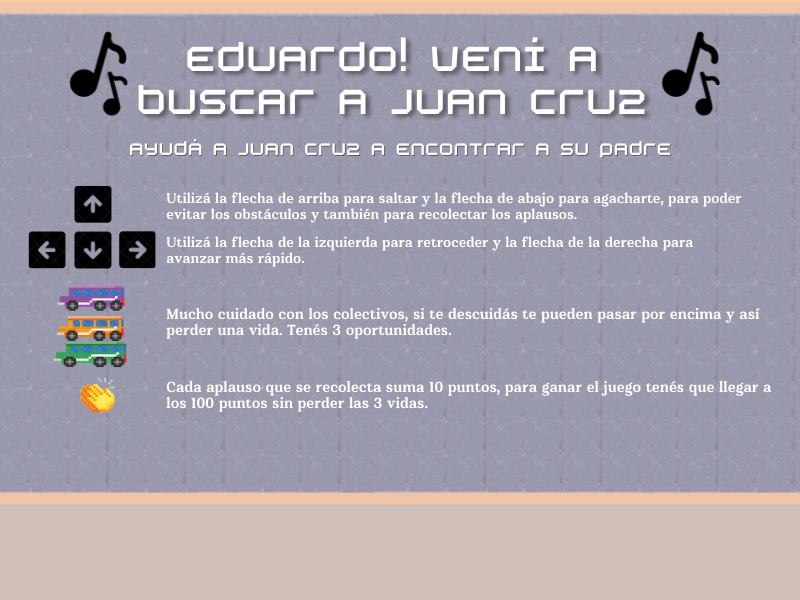 Eduardo! Vení a
buscar a Juan Cruz
Ayudá a Juan Cruz a encontrar a su padre
Utilizá la flecha de arriba para saltar y la flecha de abajo para agacharte, para poder
evitar los obstáculos y también para recolectar los aplausos.
Utilizá la flecha de la izquierda para retroceder y la flecha de la derecha para
avanzar más rápido.
Mucho cuidado con los colectivos, si te descuidás te pueden pasar por encima y así
perder una vida. Tenés 3 oportunidades.
Cada aplauso que se recolecta suma 10 puntos, para ganar el juego tenés que llegar a
los 100 puntos sin perder las 3 vidas.